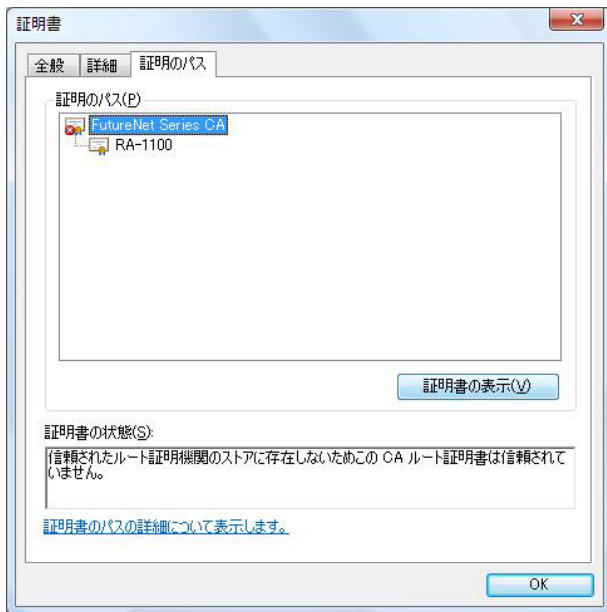 証明書
全般 詳細 証明のパス
証明のパス(P)
FutureNet Series CA
RA-1100
証明書の表示(V)
証明書の状態(S):
信頼されたルート証明機関のストアに存在しないためこの CA ルート証明書は信頼されて
いません。
証明書のパスの詳細について表示します。
OK